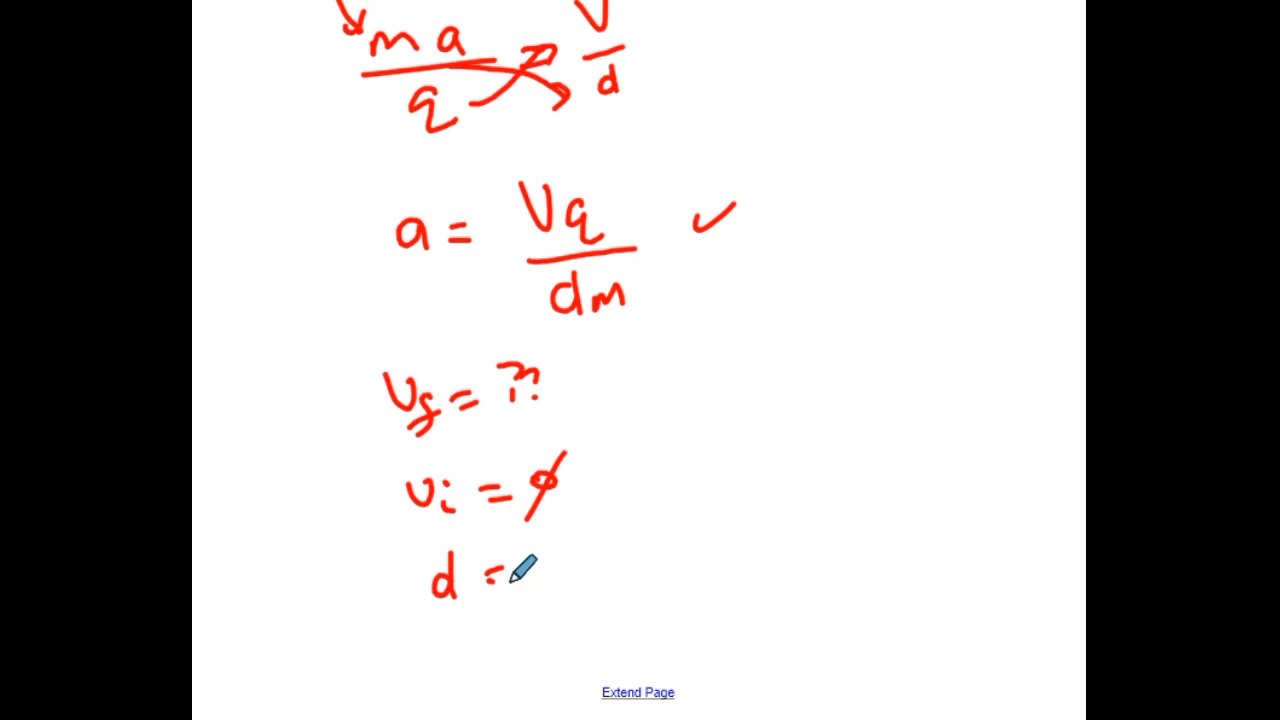 ma/q = V/d
a = Vq/dm ✓
Vf = ??
vi = 0
d =
Extend Page